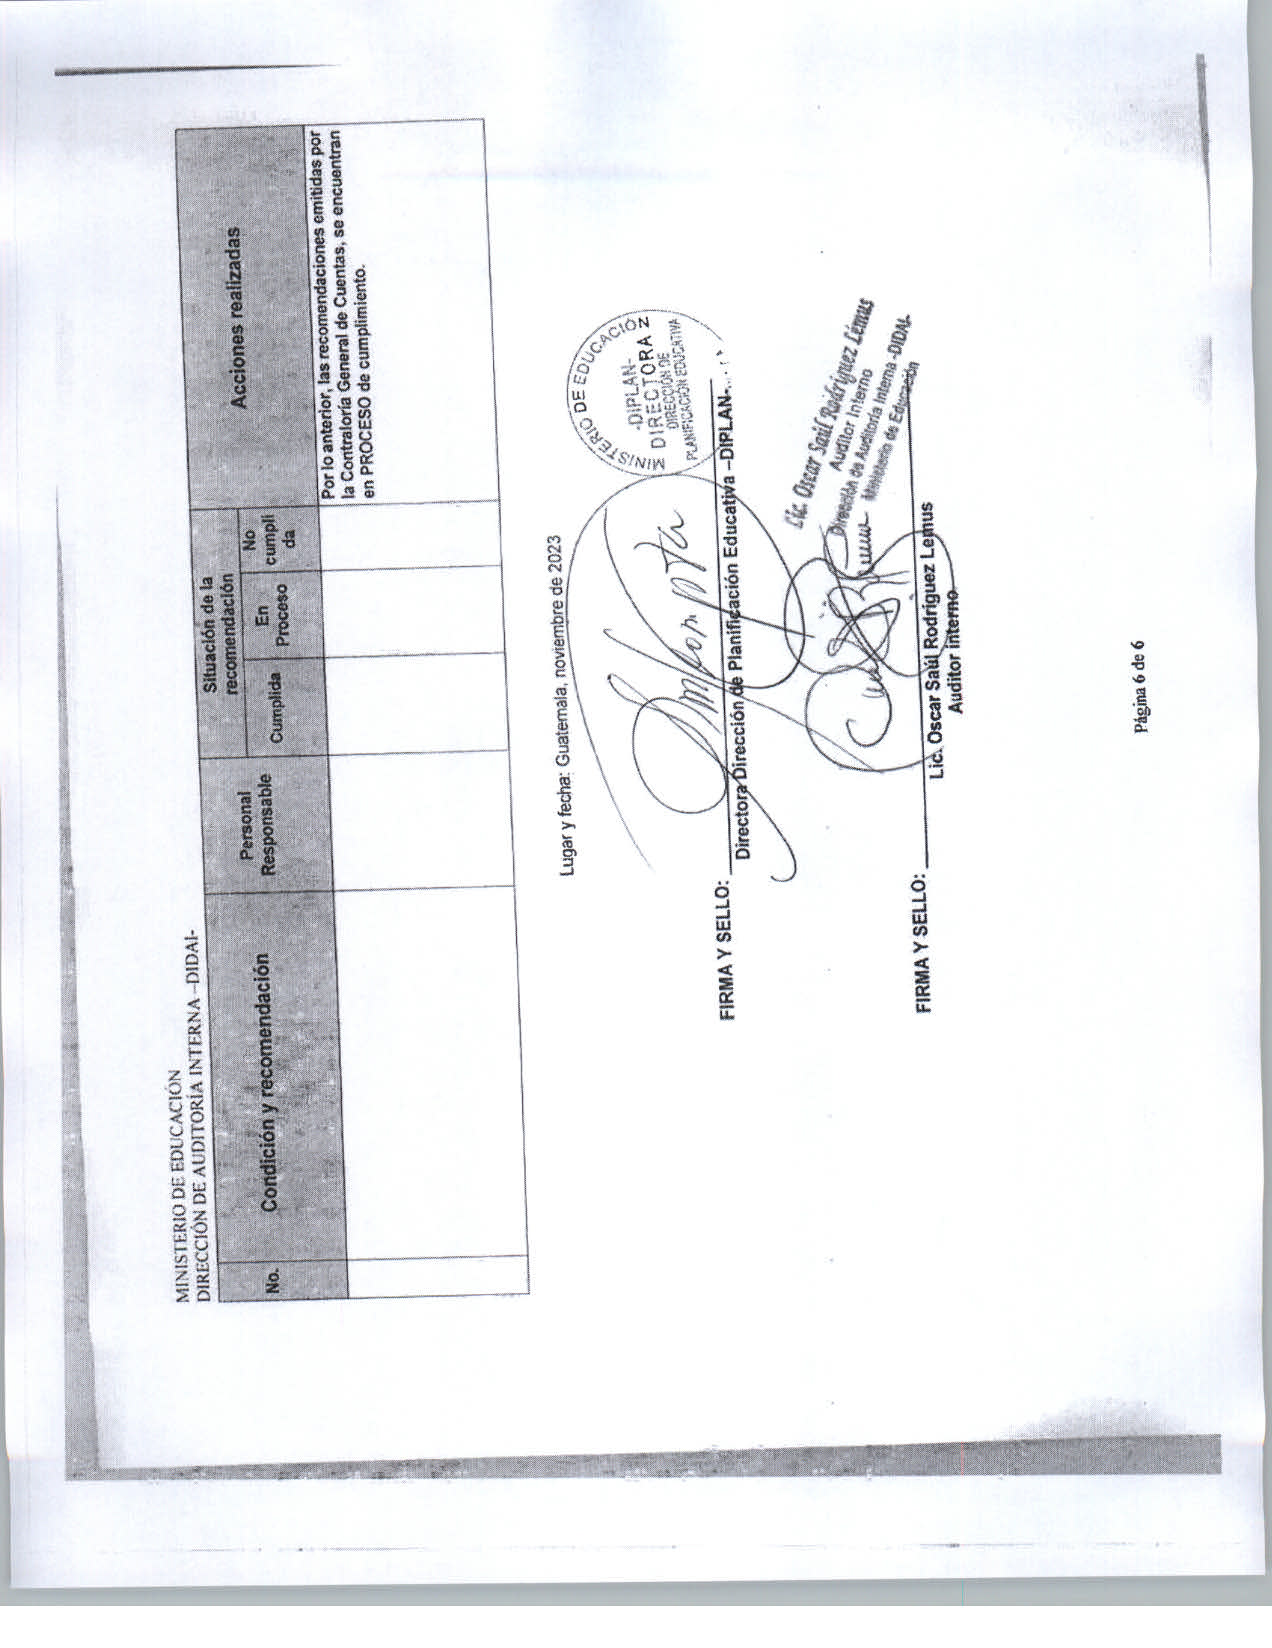 MINISTERIO DE EDUCACIÓN
DIRECCIÓN DE AUDITORÍA INTERNA –DIDAI-
No.
Condición y recomendación
Personal
Responsable
Situación de la
recomendación
Cumplida
En
Proceso
No
cumpli
da
Acciones realizadas
Por lo anterior, las recomendaciones emitidas por
la Contraloría General de Cuentas, se encuentran
en PROCESO de cumplimiento.
Lugar y fecha: Guatemala, noviembre de 2023
MINISTERIO DE EDUCACIÓN
-DIPLAN-
DIRECTORA
DIRECCIÓN DE
PLANIFICACIÓN EDUCATIVA
FIRMA Y SELLO:
Directora Dirección de Planificación Educativa –DIPLAN-
Lic. Oscar Saúl Rodríguez Lemus
Auditor Interno
Dirección de Auditoría Interna -DIDAI-
Ministerio de Educación
FIRMA Y SELLO:
Lic. Oscar Saúl Rodríguez Lemus
Auditor interno
Página 6 de 6